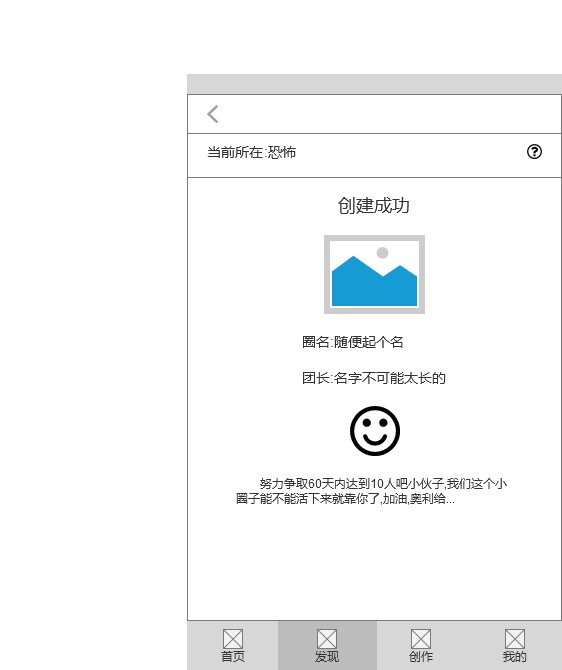 当前所在:恐怖
?
创建成功
圈名:随便起个名
团长:名字不可能太长的
努力争取60天内达到10人吧小伙子,我们这个小
圈子能不能活下来就靠你了,加油,奥利给...
首页 发现 创作 我的